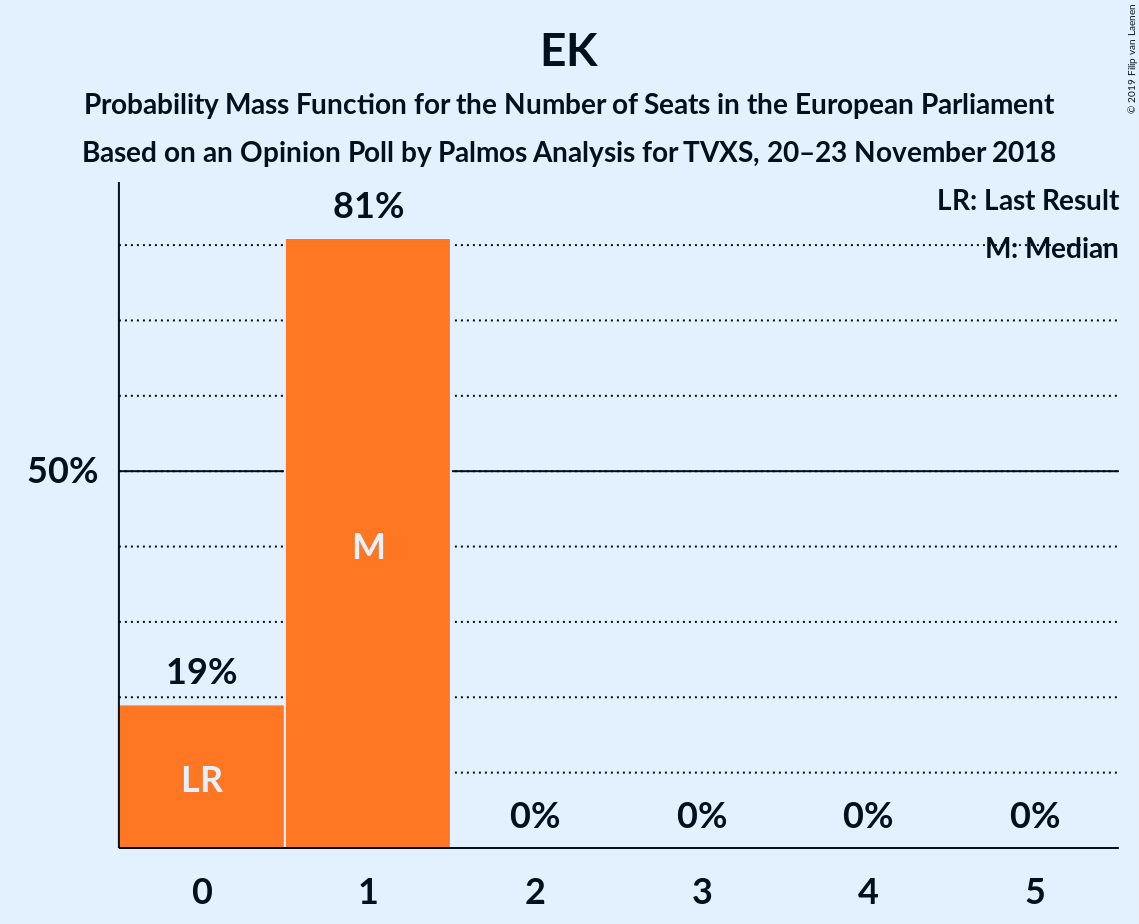 EK
Probability Mass Function for the Number of Seats in the European Parliament
Based on an Opinion Poll by Palmos Analysis for TVXS, 20–23 November 2018
© 2019 Filip van Laenen
LR: Last Result
M: Median
81%
50%
M
19%
LR
0%
0%
0%
0%
0
1
2
3
4
5